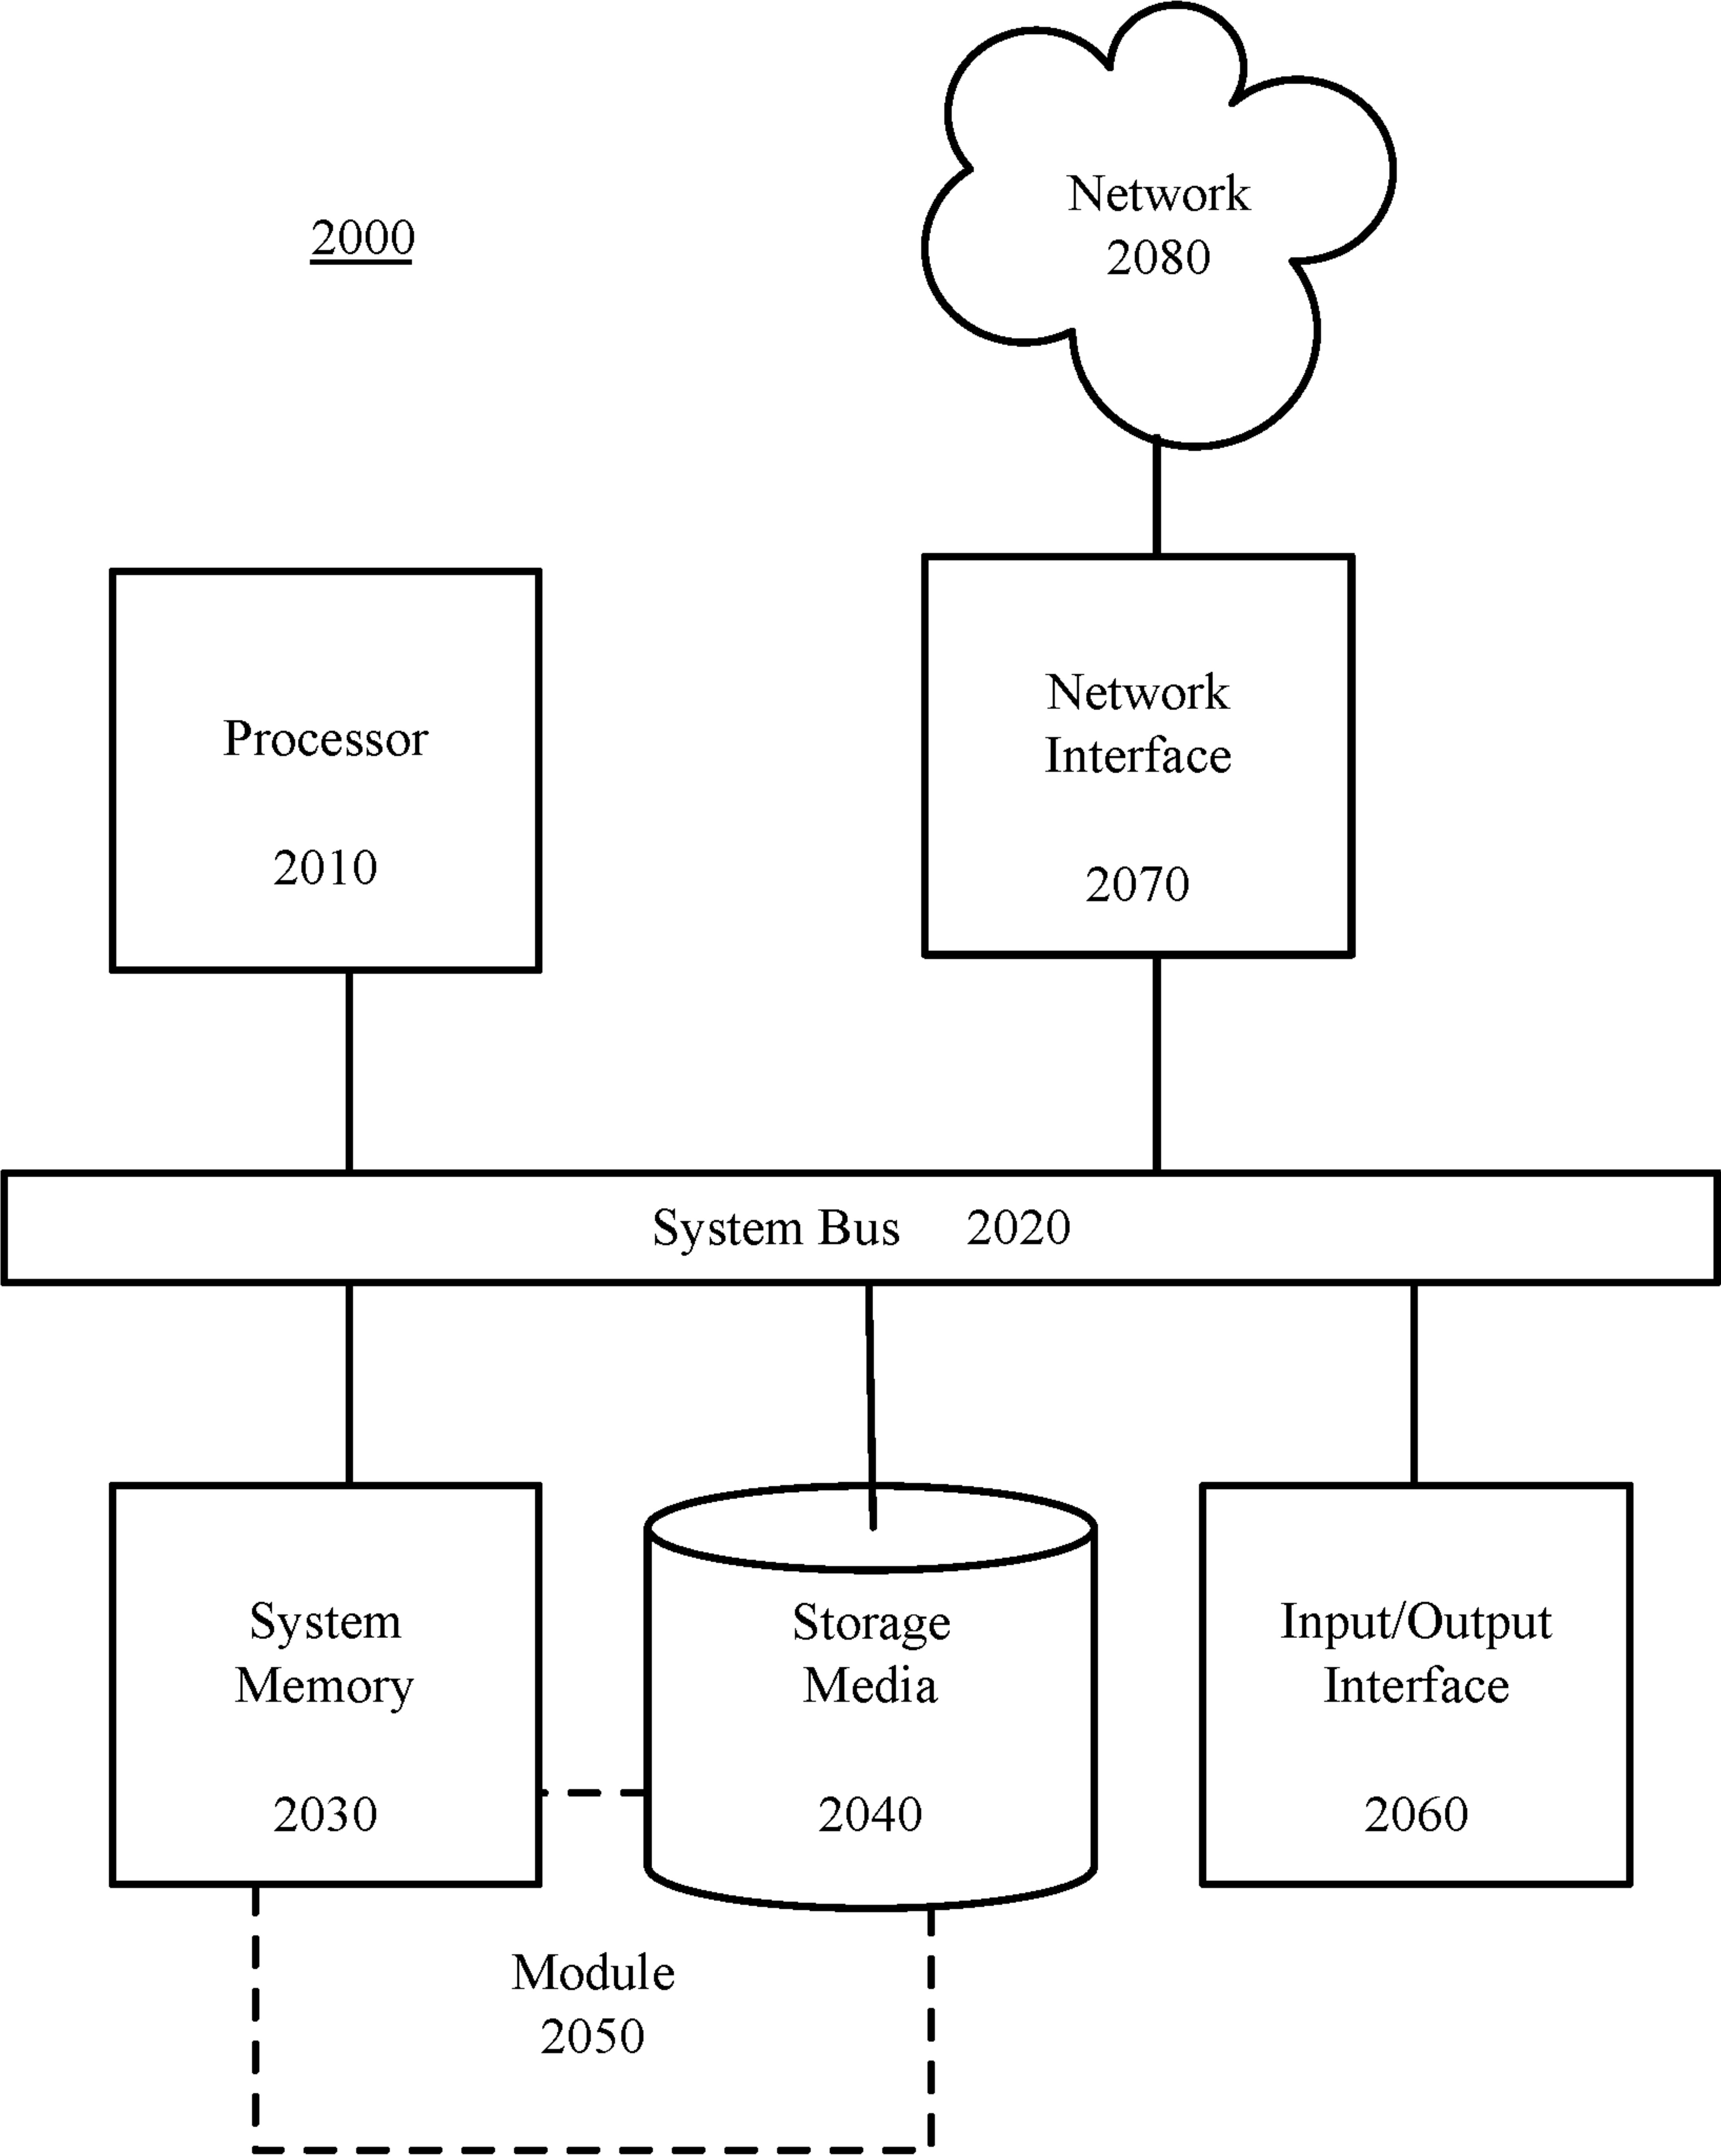 Network
2080
2000
Processor
2010
Network
Interface
2070
System Bus 2020
System
Memory
2030
Storage
Media
2040
Input/Output
Interface
2060
Module
2050